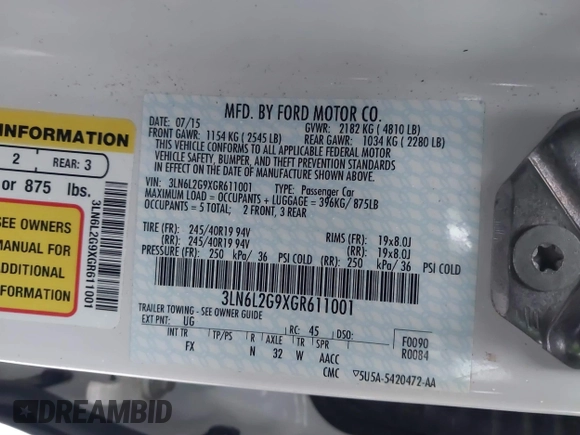 INFORMATION
2 REAR: 3
or 875 lbs.
SEE OWNERS
MANUAL FOR
ADDITIONAL
INFORMATION
3LN6L2G9XGR611001
MFD. BY FORD MOTOR CO.
DATE: 07/15 GVWR: 2182 KG ( 4810 LB)
FRONT GAWR: 1154 KG ( 2545 LB) REAR GAWR: 1034 KG ( 2280 LB)
THIS VEHICLE CONFORMS TO ALL APPLICABLE FEDERAL MOTOR
VEHICLE SAFETY, BUMPER, AND THEFT PREVENTION STANDARDS
IN EFFECT ON THE DATE OF MANUFACTURE SHOWN ABOVE.
VIN: 3LN6L2G9XGR611001 TYPE: Passenger Car
MAXIMUM LOAD = OCCUPANTS + LUGGAGE = 396KG/ 875LB
OCCUPANTS = 5 TOTAL; 2 FRONT, 3 REAR
TIRE (FR): 245/40R19 94V RIMS (FR): 19x8.0J
(RR): 245/40R19 94V (RR): 19x8.0J
PRESSURE (FR): 250 kPa/ 36 PSI COLD (RR): 250 kPa/ 36 PSI COLD
3LN6L2G9XGR611001
TRAILER TOWING - SEE OWNER GUIDE
EXT PNT: UG RC: 45 DSO: F0090
INT TR TP/PS R AXLE TR SPR R0084
FX N 32 W GG
CMC ▽5U5A-S420472-AA
DREAMBID